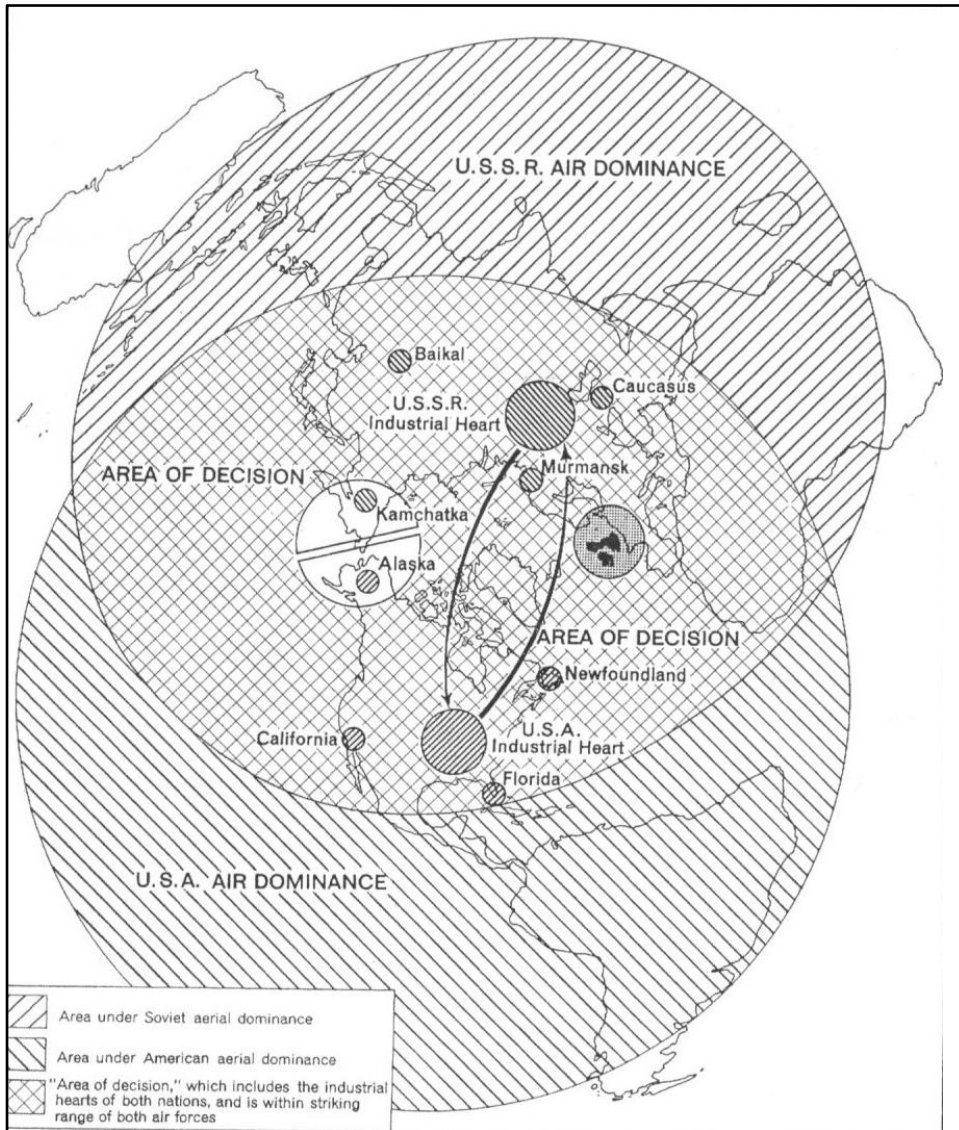 U.S.S.R. AIR DOMINANCE
Baikal
Caucasus
U.S.S.R.
Industrial Heart
Murmansk
AREA OF DECISION
Kamchatka
Alaska
AREA OF DECISION
Newfoundland
California
U.S.A.
Industrial Heart
Florida
U.S.A. AIR DOMINANCE
Area under Soviet aerial dominance
Area under American aerial dominance
"Area of decision," which includes the industrial
hearts of both nations, and is within striking
range of both air forces